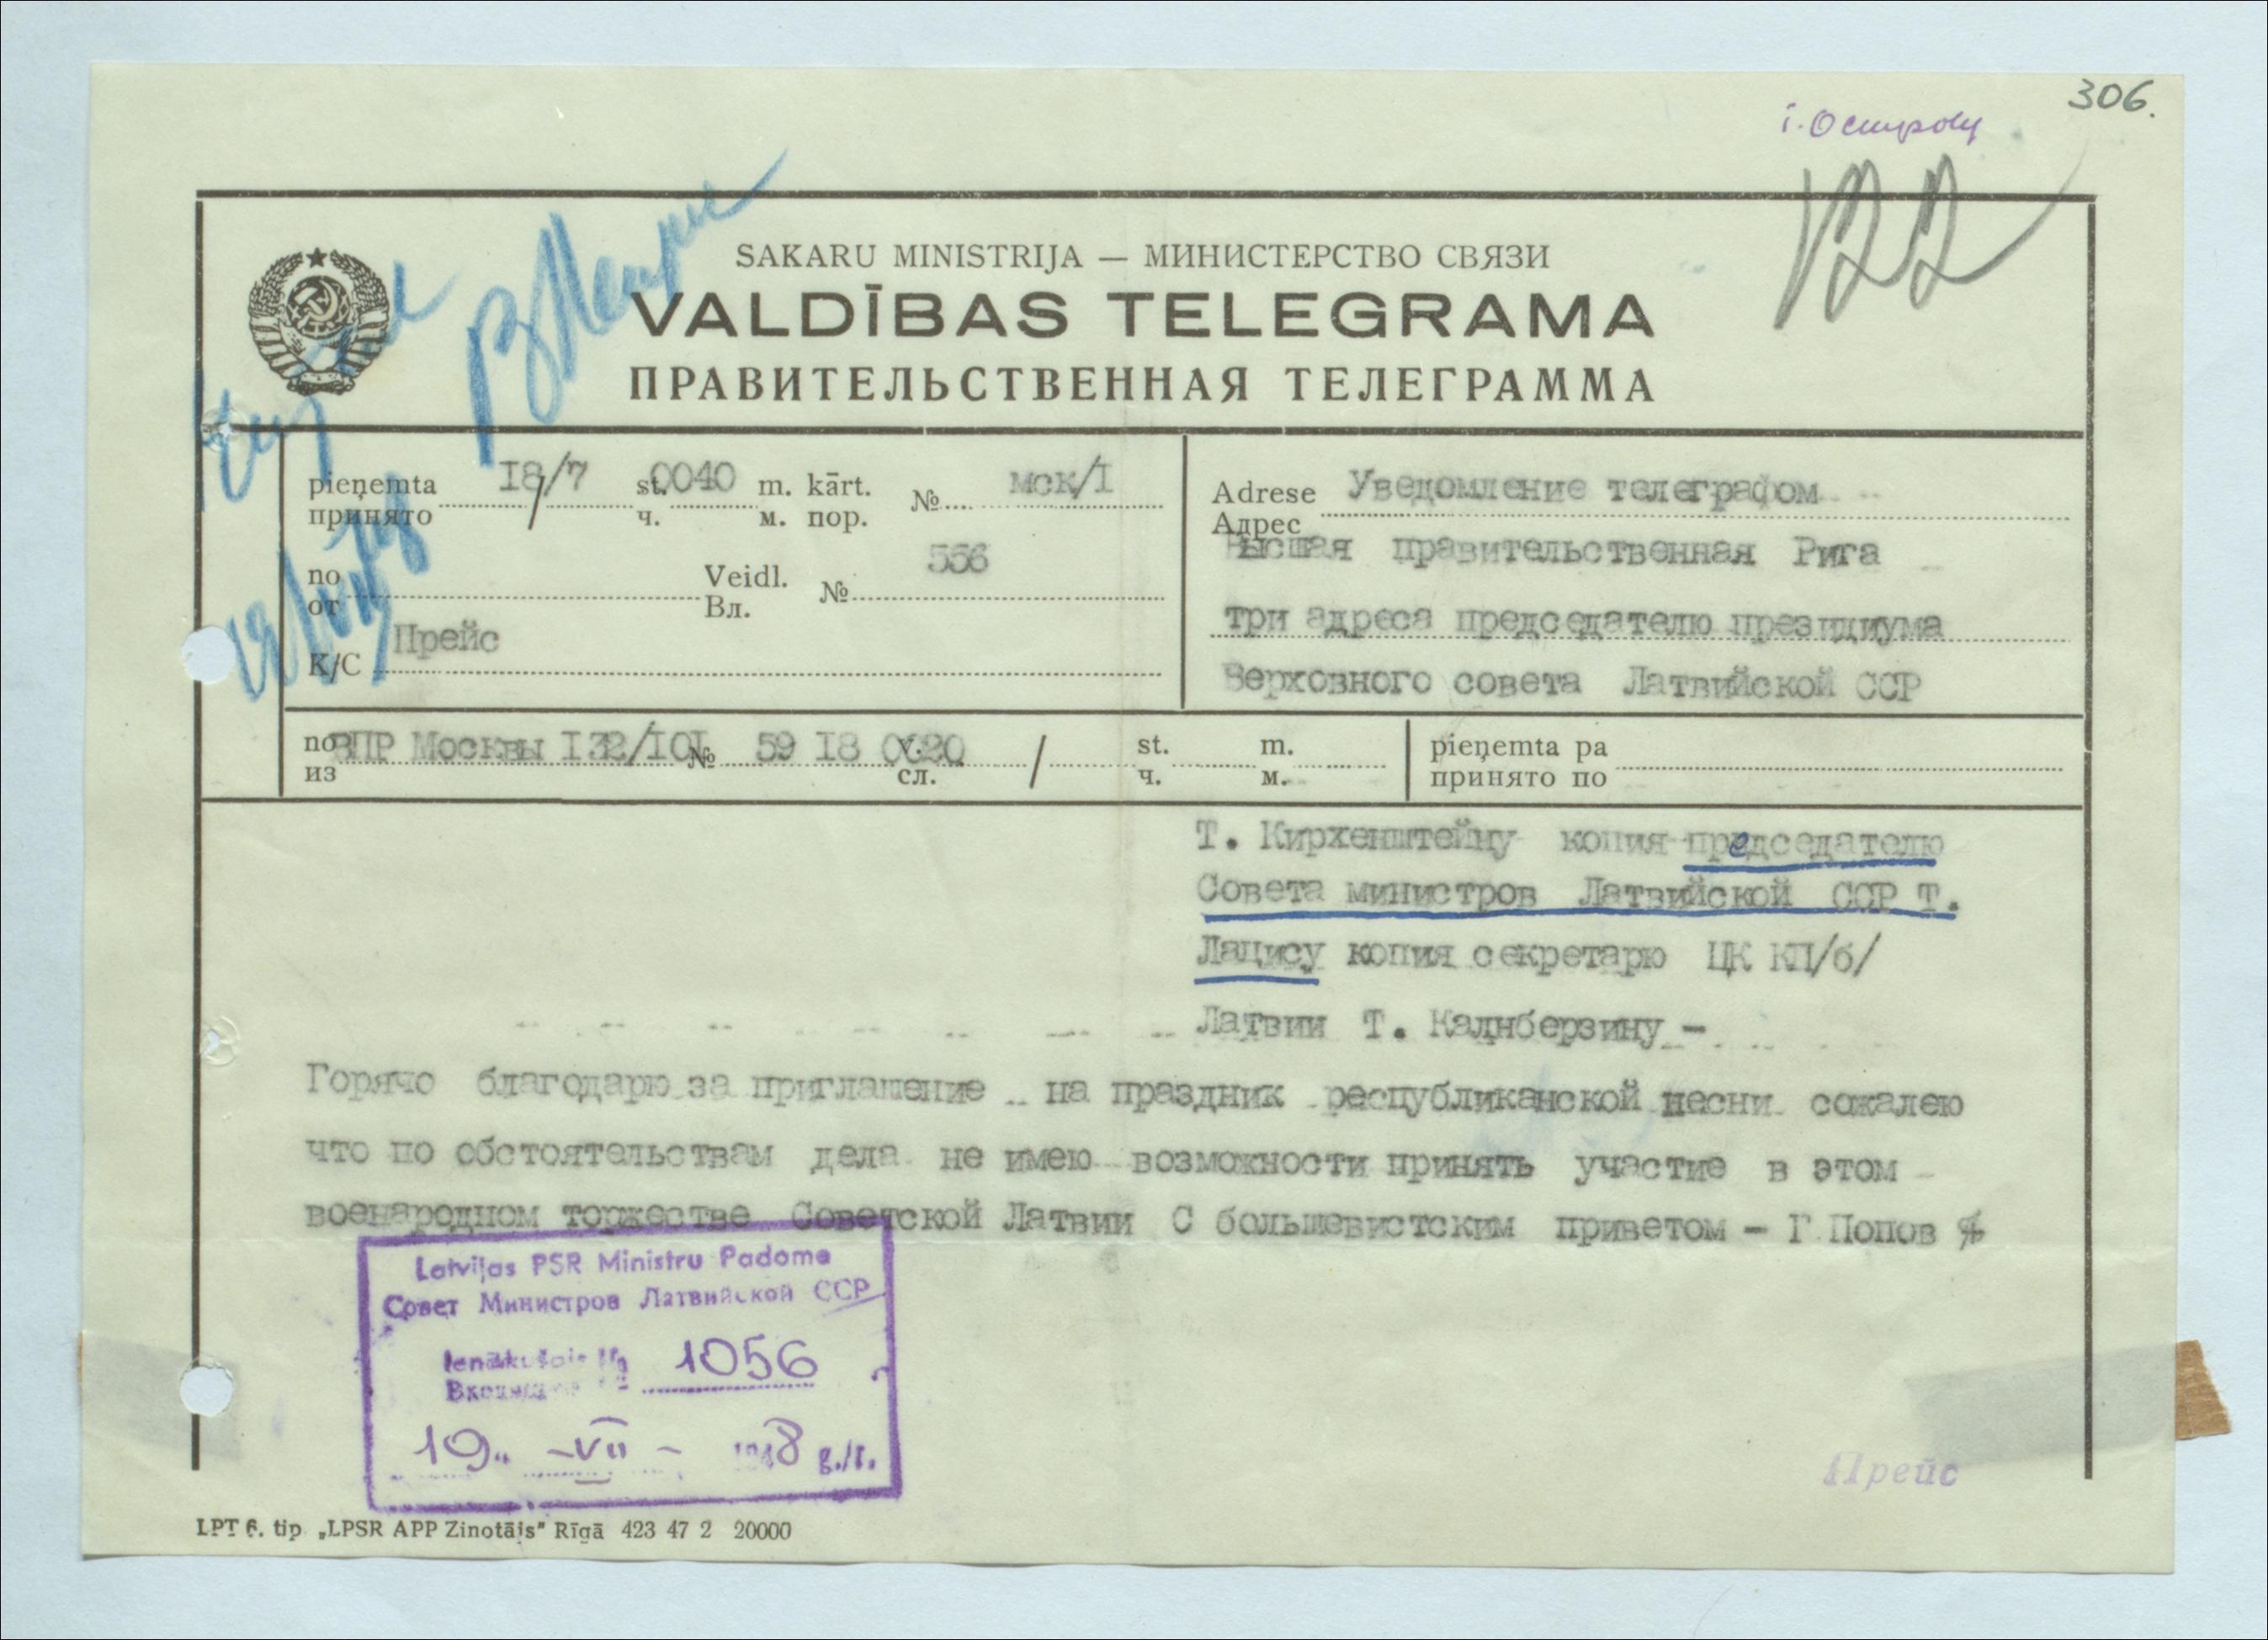 306.
122
SAKARU MINISTRIJA — МИНИСТЕРСТВО СВЯЗИ
VALDĪBAS TELEGRAMA
ПРАВИТЕЛЬСТВЕННАЯ ТЕЛЕГРАММА
pieņemta 18/7 st. 0040 m. kārt. № мск/I
принято ч. м. пор.
no Veidl. № 556
от Вл.
K/C Прейс
Adrese Уведомление телеграфом
Адрес
Высшая правительственная Рига
три адреса председателю президиума
Верховного совета Латвийской ССР
no ВПР Москвы I32/I0I № 59 I8 0020 v. / st. m. pieņemta pa
из сл. ч. м. принято по
Т. Кирхенштейну копия председателю
Совета министров Латвийской ССР Т.
Лацису копия секретарю ЦК КП/б/
Латвии Т. Калнберзину -
Горячо благодарю за приглашение на праздник республиканской песни сожалею
что по обстоятельствам дела не имею возможности принять участие в этом
военародном торжестве Советской Латвии С большевистским приветом - Г Попов
Latvijas PSR Ministru Padome
Совет Министров Латвийской ССР
Ienākušais № 1056
19. -VII- 1948 g./г.
Прейс
LPT 6. tip. „LPSR APP Zinotājs" Rīgā 423 47 2 20000